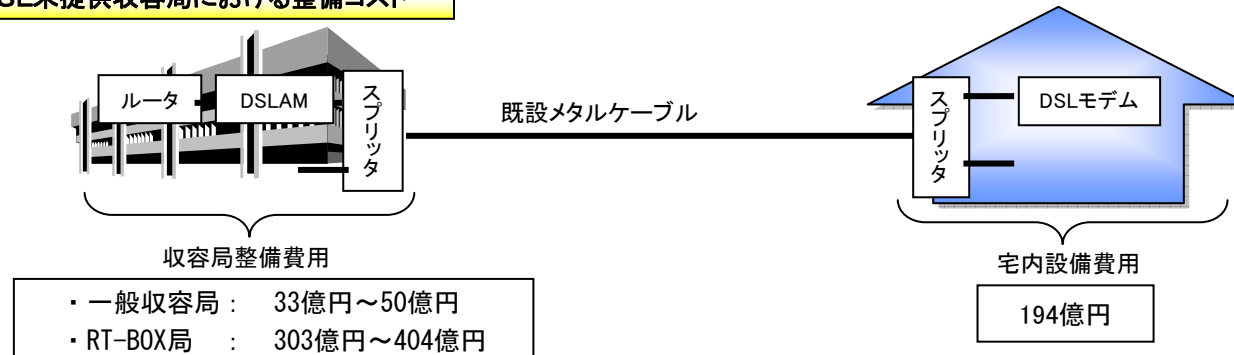 未提供収容局における整備コスト
ルータ
DSLAM
スプリッタ
既設メタルケーブル
スプリッタ
DSLモデム
収容局整備費用
・一般収容局： 33億円～50億円
・RT-BOX局 ： 303億円～404億円
宅内設備費用
194億円